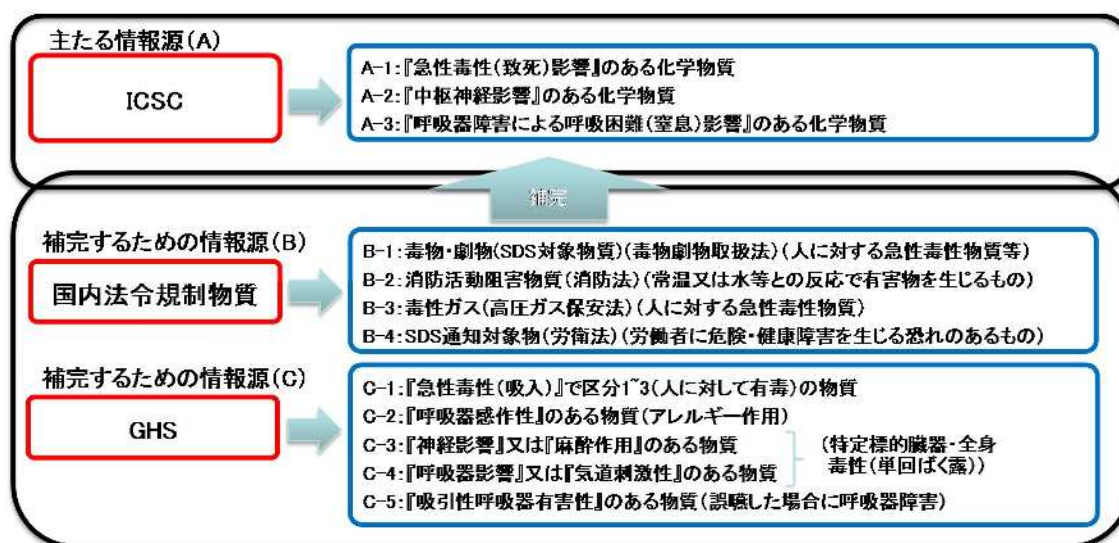 主たる情報源(A)
ICSC
A-1:『急性毒性(致死)影響』のある化学物質
A-2:『中枢神経影響』のある化学物質
A-3:『呼吸器障害による呼吸困難(窒息)影響』のある化学物質
補完
補完するための情報源(B)
国内法令規制物質
B-1:毒物・劇物(SDS対象物質)(毒物劇物取扱法)(人に対する急性毒性物質等)
B-2:消防活動阻害物質(消防法)(常温又は水等との反応で有害物を生じるもの)
B-3:毒性ガス(高圧ガス保安法)(人に対する急性毒性物質)
B-4:SDS通知対象物(労衛法)(労働者に危険・健康障害を生じる恐れのあるもの)
補完するための情報源(C)
GHS
C-1:『急性毒性(吸入)』で区分1~3(人に対して有毒)の物質
C-2:『呼吸器感作性』のある物質(アレルギー作用)
C-3:『神経影響』又は『麻酔作用』のある物質
C-4:『呼吸器影響』又は『気道刺激性』のある物質
(特定標的臓器・全身
毒性(単回ばく露))
C-5:『吸引性呼吸器有害性』のある物質(誤嚥した場合に呼吸器障害)